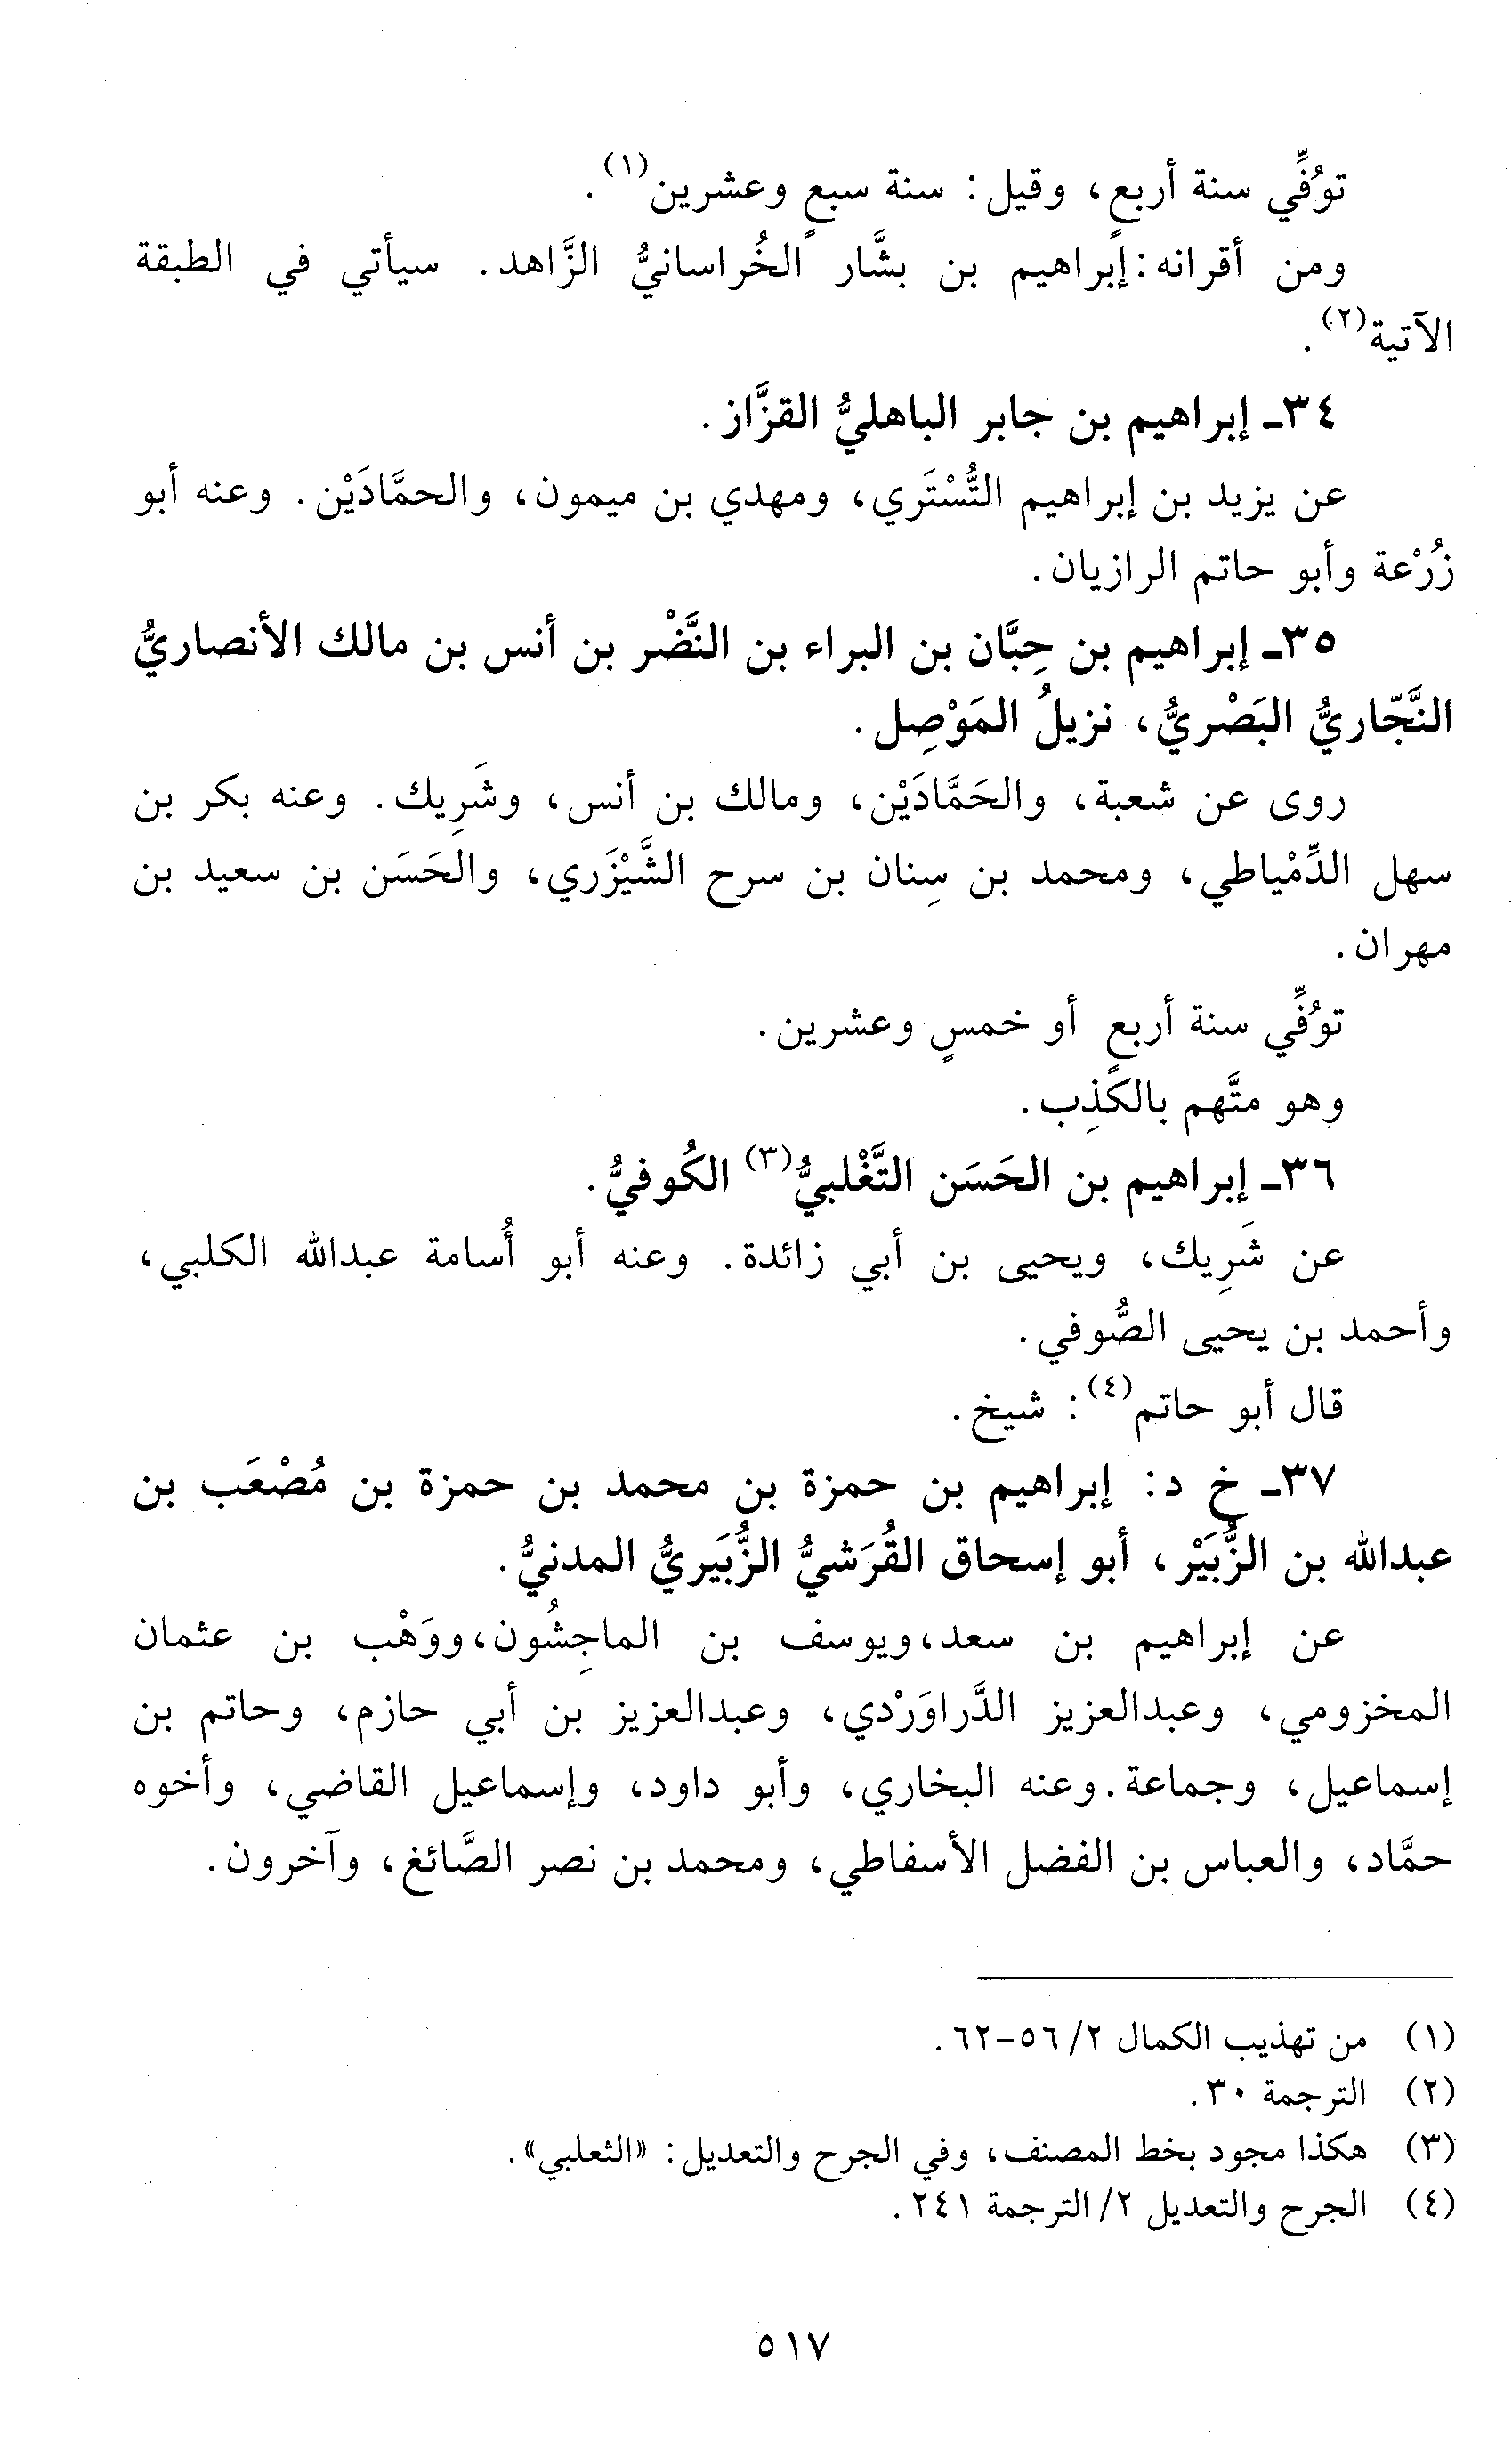 توُفِّي سنة أربعٍ، وقيل: سنة سبعٍ وعشرين(١).
ومن أقرانه: إبراهيم بن بشَّار الخُراسانيُّ الزَّاهد. سيأتي في الطبقة
الآتية(٢).
٣٤ـ إبراهيم بن جابر الباهليُّ القزَّاز.
عن يزيد بن إبراهيم التُّسْتَري، ومهدي بن ميمون، والحمَّادَيْن. وعنه أبو
زُرْعة وأبو حاتم الرازيان.
٣٥ـ إبراهيم بن حِبَّان بن البراء بن النَّضْر بن أنس بن مالك الأنصاريُّ
النَّجّاريُّ البَصْريُّ، نزيلُ المَوْصِل.
روى عن شعبة، والحَمَّادَيْن، ومالك بن أنس، وشَرِيك. وعنه بكر بن
سهل الدِّمْياطي، ومحمد بن سِنان بن سرح الشَّيْزَري، والحَسَن بن سعيد بن
مهران.
توُفِّي سنة أربعٍ أو خمسٍ وعشرين.
وهو متَّهم بالكَذِب.
٣٦ـ إبراهيم بن الحَسَن التَّغْلبيُّ(٣) الكُوفيُّ.
عن شَرِيك، ويحيى بن أبي زائدة. وعنه أبو أُسامة عبدالله الكلبي،
وأحمد بن يحيى الصُّوفي.
قال أبو حاتم(٤): شيخ.
٣٧ـ خ د: إبراهيم بن حمزة بن محمد بن حمزة بن مُصْعَب بن
عبدالله بن الزُّبَيْر، أبو إسحاق القُرَشيُّ الزُّبَيريُّ المدنيُّ.
عن إبراهيم بن سعد، ويوسف بن الماجِشُون، ووَهْب بن عثمان
المخزومي، وعبدالعزيز الدَّراوَرْدي، وعبدالعزيز بن أبي حازم، وحاتم بن
إسماعيل، وجماعة. وعنه البخاري، وأبو داود، وإسماعيل القاضي، وأخوه
حمَّاد، والعباس بن الفضل الأسفاطي، ومحمد بن نصر الصَّائغ، وآخرون.
(١) من تهذيب الكمال ٢/ ٥٦-٦٢.
(٢) الترجمة ٣٠.
(٣) هكذا مجود بخط المصنف، وفي الجرح والتعديل: «الثعلبي».
(٤) الجرح والتعديل ٢/ الترجمة ٢٤١.
٥١٧